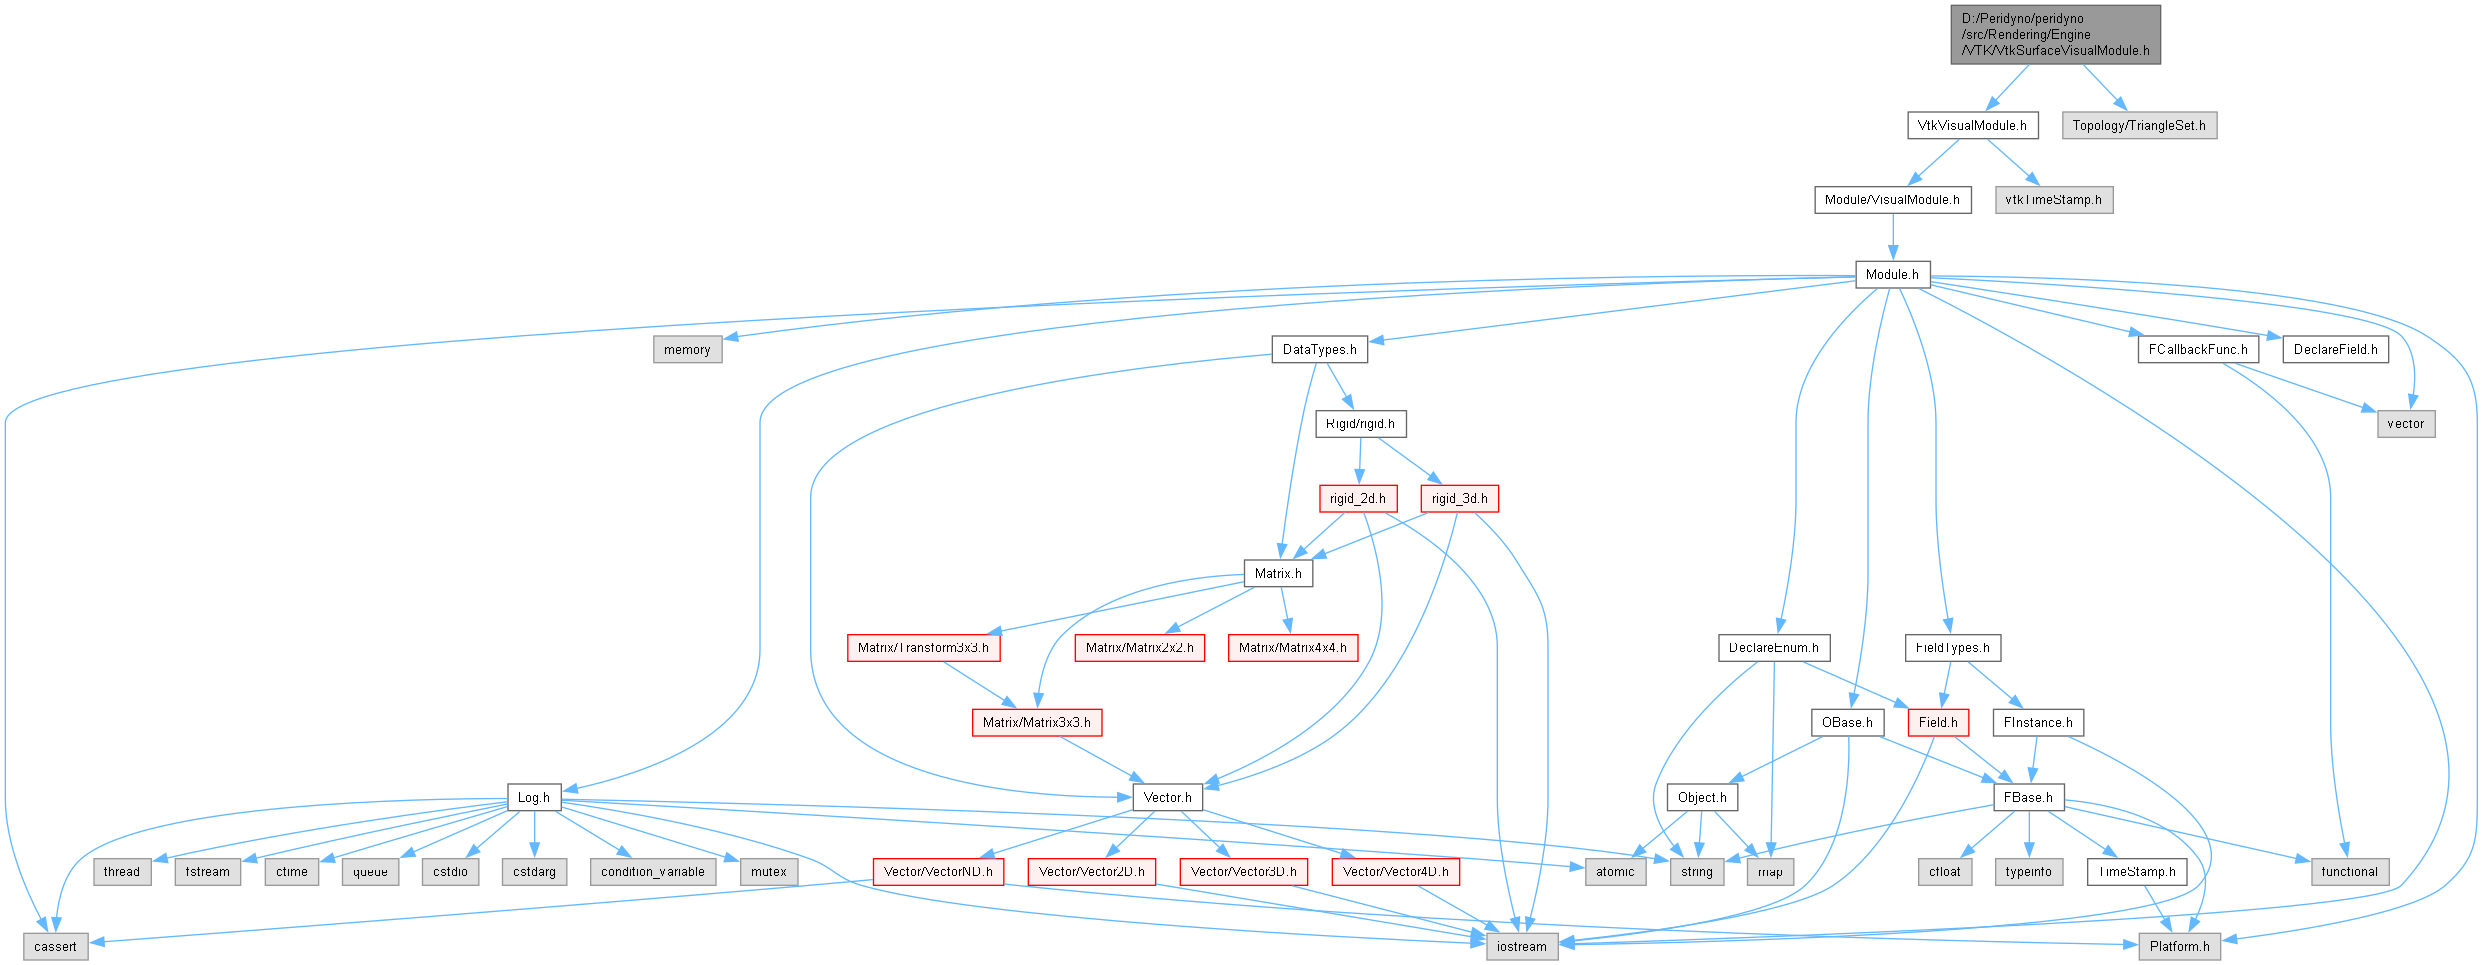 D:/Peridyno/peridyno
/src/Rendering/Engine
/VTK/VtkSurfaceVisualModule.h
VtkVisualModule.h
Topology/TriangleSet.h
Module/VisualModule.h
vtkTimeStamp.h
Module.h
memory
DataTypes.h
FCallbackFunc.h
DeclareField.h
Rigid/rigid.h
vector
rigid_2d.h
rigid_3d.h
Matrix.h
Matrix/Transform3x3.h
Matrix/Matrix2x2.h
Matrix/Matrix4x4.h
DeclareEnum.h
FieldTypes.h
Matrix/Matrix3x3.h
OBase.h
Field.h
FInstance.h
Log.h
Vector.h
Object.h
FBase.h
thread
fstream
ctime
queue
cstdio
cstdarg
condition_variable
mutex
Vector/VectorND.h
Vector/Vector2D.h
Vector/Vector3D.h
Vector/Vector4D.h
atomic
string
map
cfloat
typeinfo
TimeStamp.h
functional
cassert
iostream
Platform.h